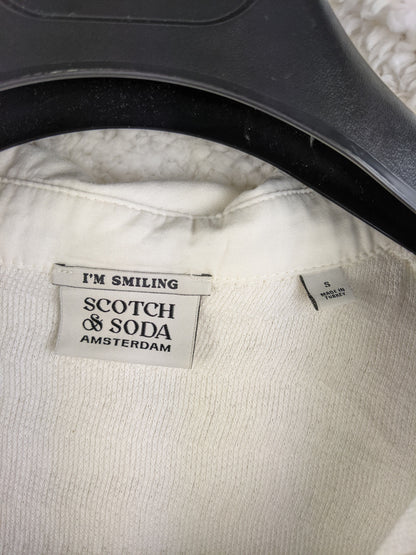 I'M SMILING
SCOTCH
& SODA
AMSTERDAM
S
MADE IN
TURKEY